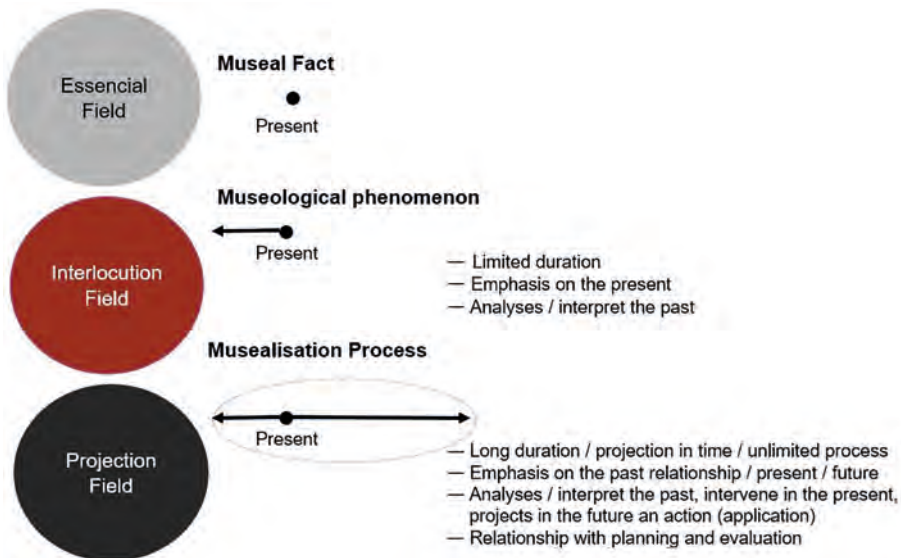 Essencial
Field
Museal Fact
Present
Museological phenomenon
Present
Interlocution
Field
— Limited duration
— Emphasis on the present
— Analyses / interpret the past
Musealisation Process
Present
Projection
Field
— Long duration / projection in time / unlimited process
— Emphasis on the past relationship / present / future
— Analyses / interpret the past, intervene in the present,
projects in the future an action (application)
— Relationship with planning and evaluation